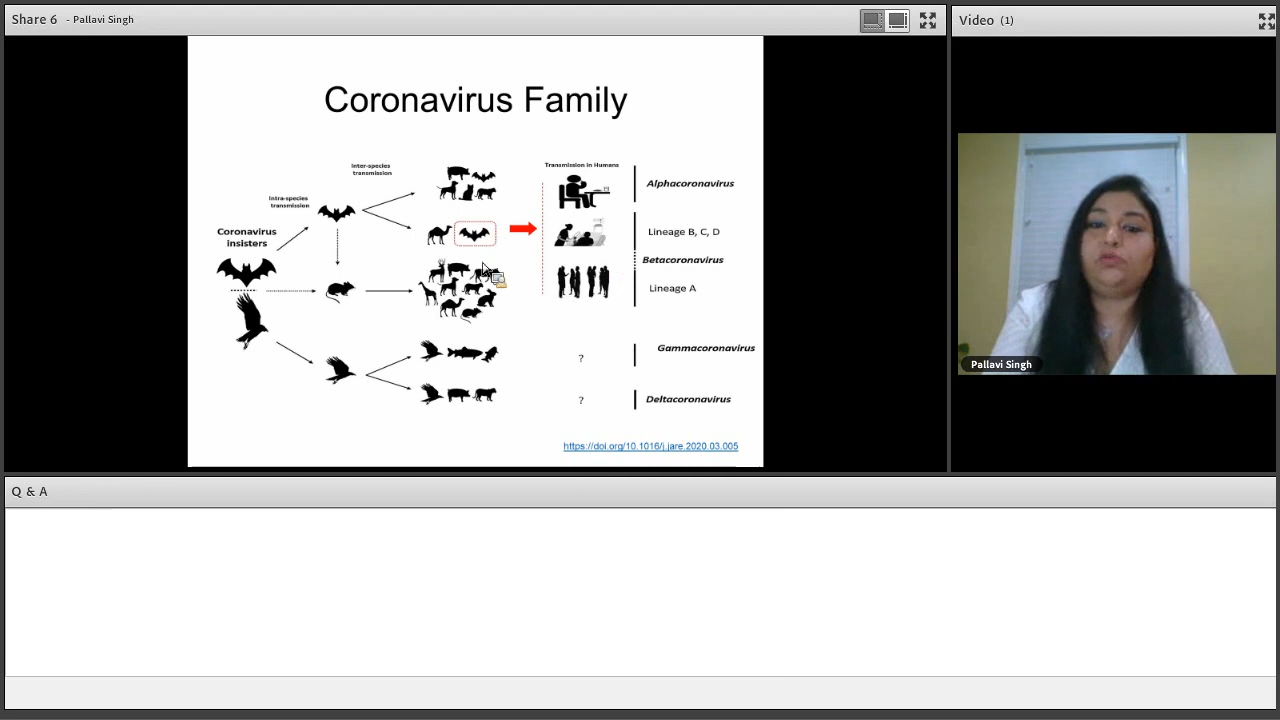 Share 6 - Pallavi Singh
Video (1)
Coronavirus Family
Inter-species
transmission
Transmission in Humans
Intra-species
transmission
Coronavirus
insisters
Alphacoronavirus
Lineage B, C, D
Betacoronavirus
Lineage A
?
Gammacoronavirus
?
Deltacoronavirus
https://doi.org/10.1016/j.jare.2020.03.005
Pallavi Singh
Q & A